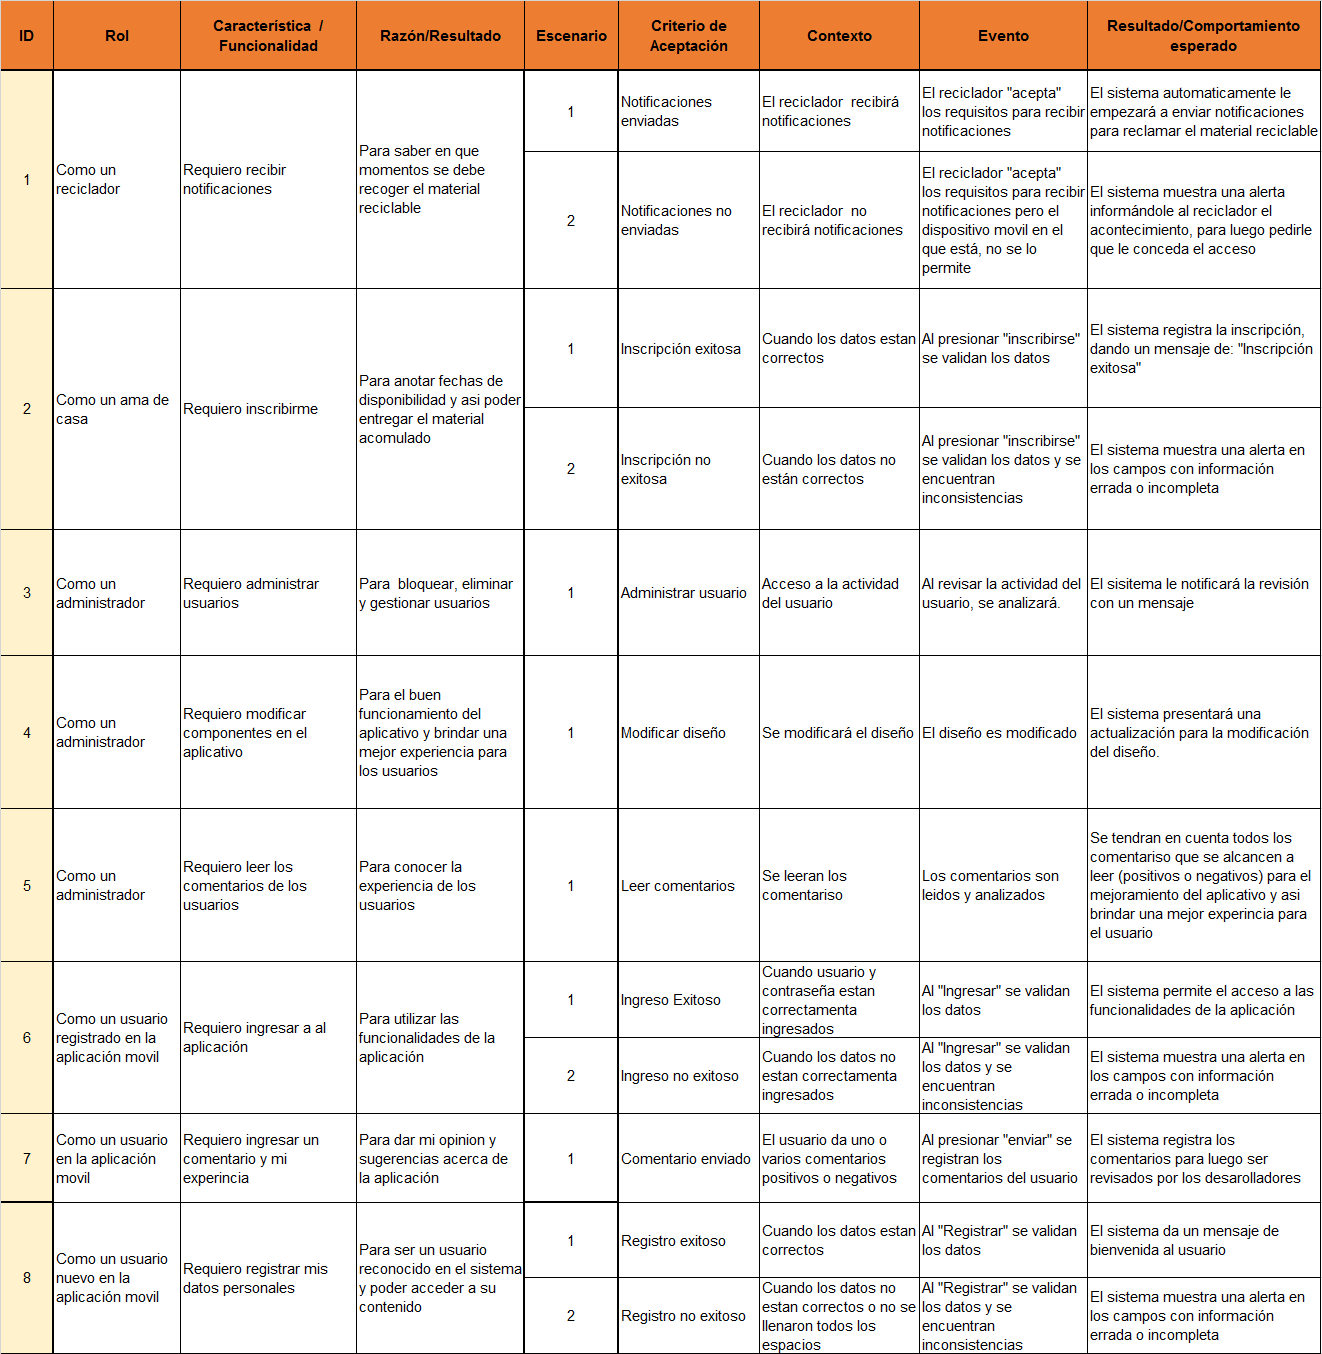 ID
Rol
Característica /
Funcionalidad
Razón/Resultado
Escenario
Criterio de
Aceptación
Contexto
Evento
Resultado/Comportamiento
esperado
1
Como un
reciclador
Requiero recibir
notificaciones
Para saber en que
momentos se debe
recoger el material
reciclable
1
Notificaciones
enviadas
El reciclador recibirá
notificaciones
El reciclador "acepta"
los requisitos para recibir
notificaciones
El sistema automaticamente le
empezará a enviar notificaciones
para reclamar el material reciclable
2
Notificaciones no
enviadas
El reciclador no
recibirá notificaciones
El reciclador "acepta"
los requisitos para recibir
notificaciones pero el
dispositivo movil en el
que está, no se lo
permite
El sistema muestra una alerta
informándole al reciclador el
acontecimiento, para luego pedirle
que le conceda el acceso
2
Como un ama de
casa
Requiero inscribirme
Para anotar fechas de
disponibilidad y asi poder
entregar el material
acomulado
1
Inscripción exitosa
Cuando los datos estan
correctos
Al presionar "inscribirse"
se validan los datos
El sistema registra la inscripción,
dando un mensaje de: "Inscripción
exitosa"
2
Inscripción no
exitosa
Cuando los datos no
están correctos
Al presionar "inscribirse"
se validan los datos y se
encuentran
inconsistencias
El sistema muestra una alerta en
los campos con información
errada o incompleta
3
Como un
administrador
Requiero administrar
usuarios
Para bloquear, eliminar
y gestionar usuarios
1
Administrar usuario
Acceso a la actividad
del usuario
Al revisar la actividad del
usuario, se analizará.
El sisitema le notificará la revisión
con un mensaje
4
Como un
administrador
Requiero modificar
componentes en el
aplicativo
Para el buen
funcionamiento del
aplicativo y brindar una
mejor experiencia para
los usuarios
1
Modificar diseño
Se modificará el diseño
El diseño es modificado
El sistema presentará una
actualización para la modificación
del diseño.
5
Como un
administrador
Requiero leer los
comentarios de los
usuarios
Para conocer la
experiencia de los
usuarios
1
Leer comentarios
Se leeran los
comentariso
Los comentarios son
leidos y analizados
Se tendran en cuenta todos los
comentariso que se alcancen a
leer (positivos o negativos) para el
mejoramiento del aplicativo y asi
brindar una mejor experincia para
el usuario
6
Como un usuario
registrado en la
aplicación movil
Requiero ingresar a al
aplicación
Para utilizar las
funcionalidades de la
aplicación
1
Ingreso Exitoso
Cuando usuario y
contraseña estan
correctamenta
ingresados
Al "Ingresar" se validan
los datos
El sistema permite el acceso a las
funcionalidades de la aplicación
2
Ingreso no exitoso
Cuando los datos no
estan correctamenta
ingresados
Al "Ingresar" se validan
los datos y se
encuentran
inconsistencias
El sistema muestra una alerta en
los campos con información
errada o incompleta
7
Como un usuario
en la aplicación
movil
Requiero ingresar un
comentario y mi
experincia
Para dar mi opinion y
sugerencias acerca de
la aplicación
1
Comentario enviado
El usuario da uno o
varios comentarios
positivos o negativos
Al presionar "enviar" se
registran los
comentarios del usuario
El sistema registra los
comentarios para luego ser
revisados por los desarolladores
8
Como un usuario
nuevo en la
aplicación movil
Requiero registrar mis
datos personales
Para ser un usuario
reconocido en el sistema
y poder acceder a su
contenido
1
Registro exitoso
Cuando los datos estan
correctos
Al "Registrar" se validan
los datos
El sistema da un mensaje de
bienvenida al usuario
2
Registro no exitoso
Cuando los datos no
estan correctos o no se
llenaron todos los
espacios
Al "Registrar" se validan
los datos y se
encuentran
inconsistencias
El sistema muestra una alerta en
los campos con información
errada o incompleta